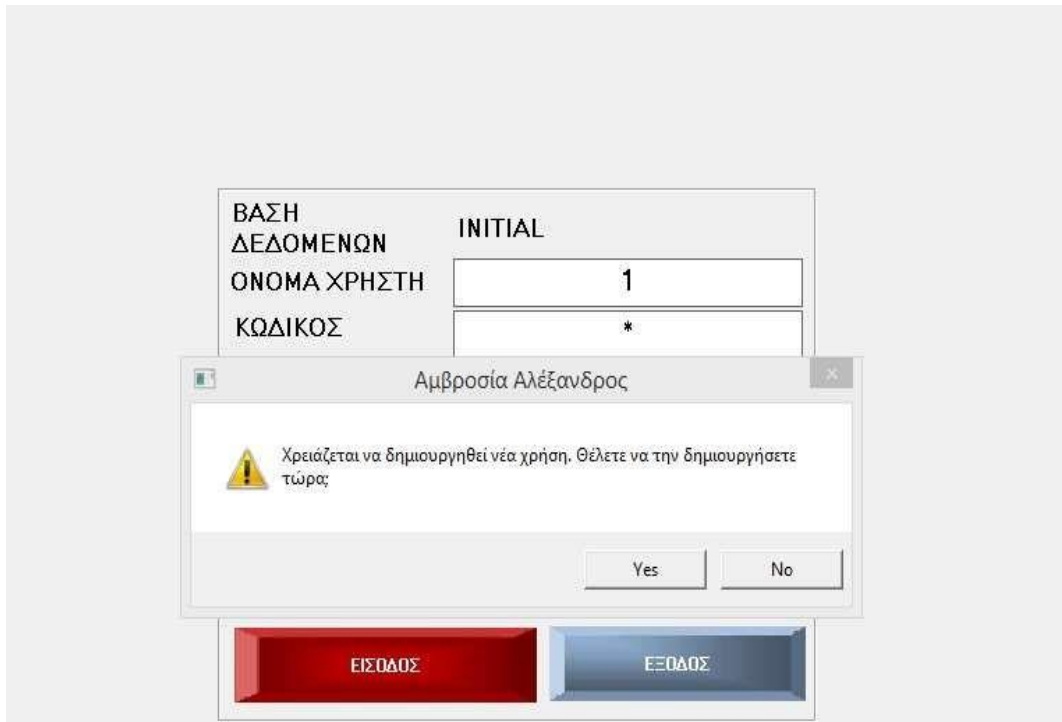 ΒΑΣΗ
ΔΕΔΟΜΕΝΩΝ
INITIAL
ΟΝΟΜΑ ΧΡΗΣΤΗ
1
ΚΩΔΙΚΟΣ
*
Αμβροσία Αλέξανδρος
Χρειάζεται να δημιουργηθεί νέα χρήση. Θέλετε να την δημιουργήσετε
τώρα;
Yes
No
ΕΙΣΟΔΟΣ
ΕΞΟΔΟΣ